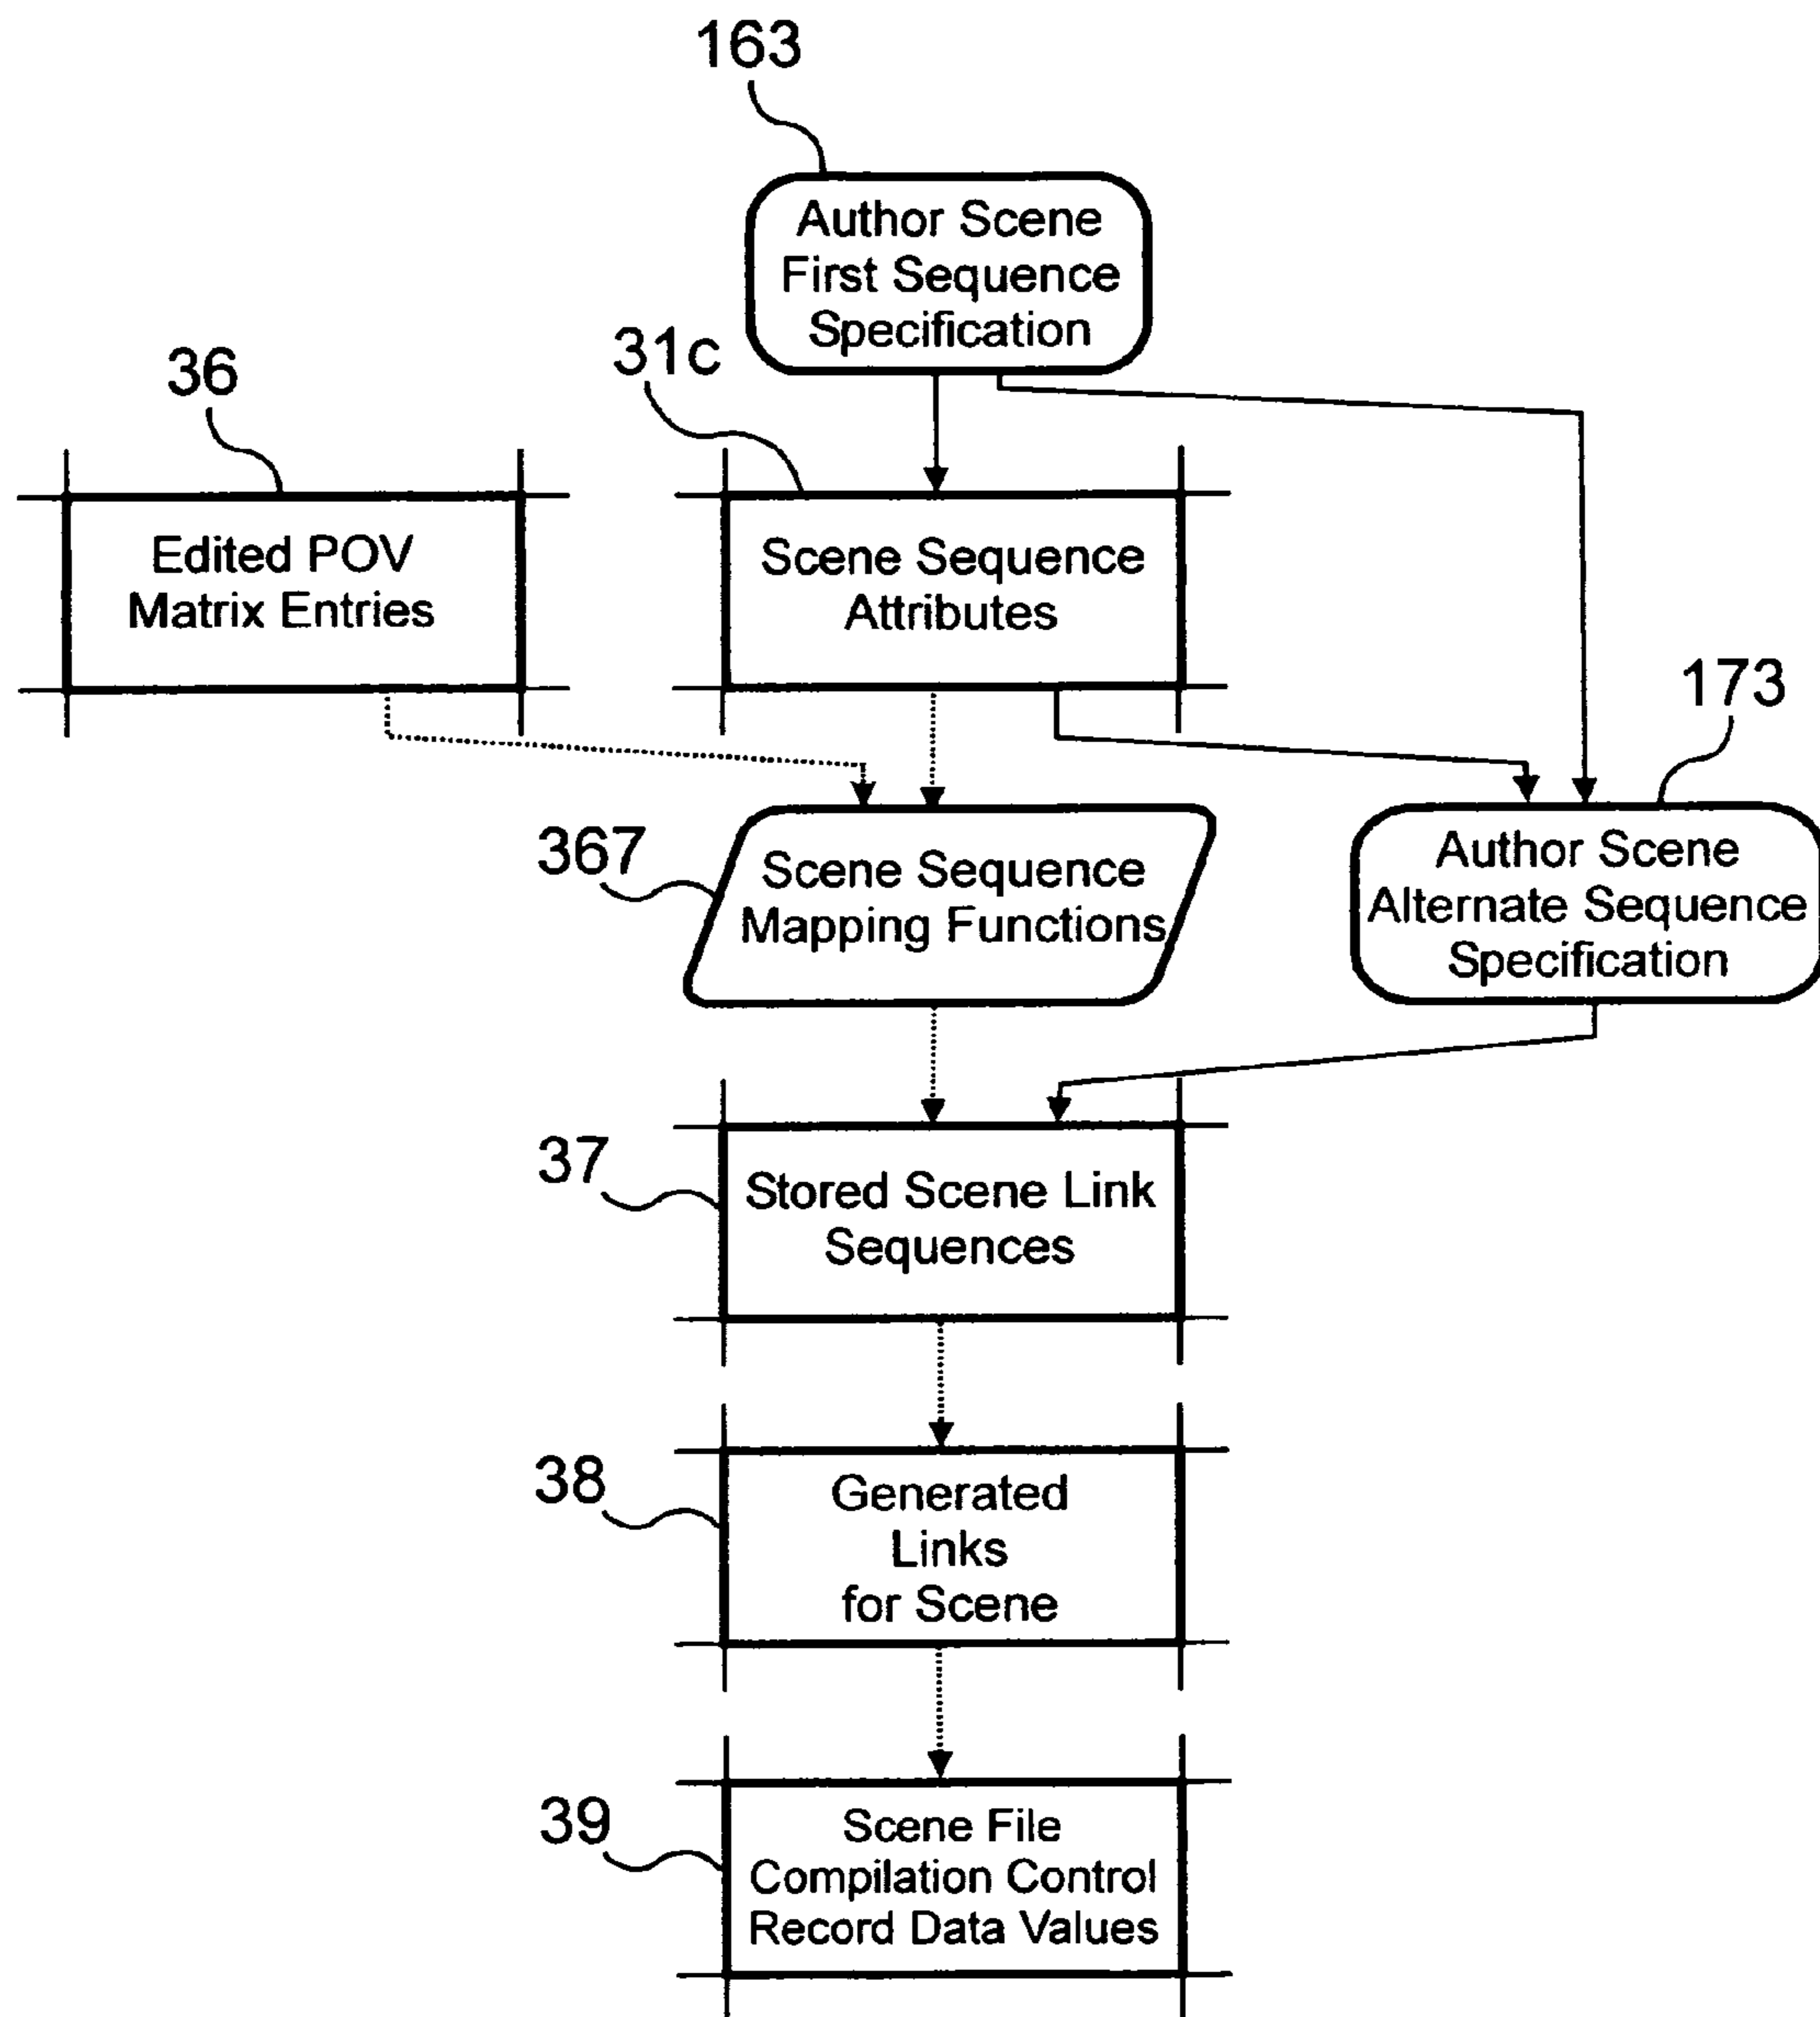 163
Author Scene
First Sequence
Specification
36
31c
Edited POV
Matrix Entries
Scene Sequence
Attributes
173
367
Scene Sequence
Mapping Functions
Author Scene
Alternate Sequence
Specification
37
Stored Scene Link
Sequences
38
Generated
Links
for Scene
39
Scene File
Compilation Control
Record Data Values